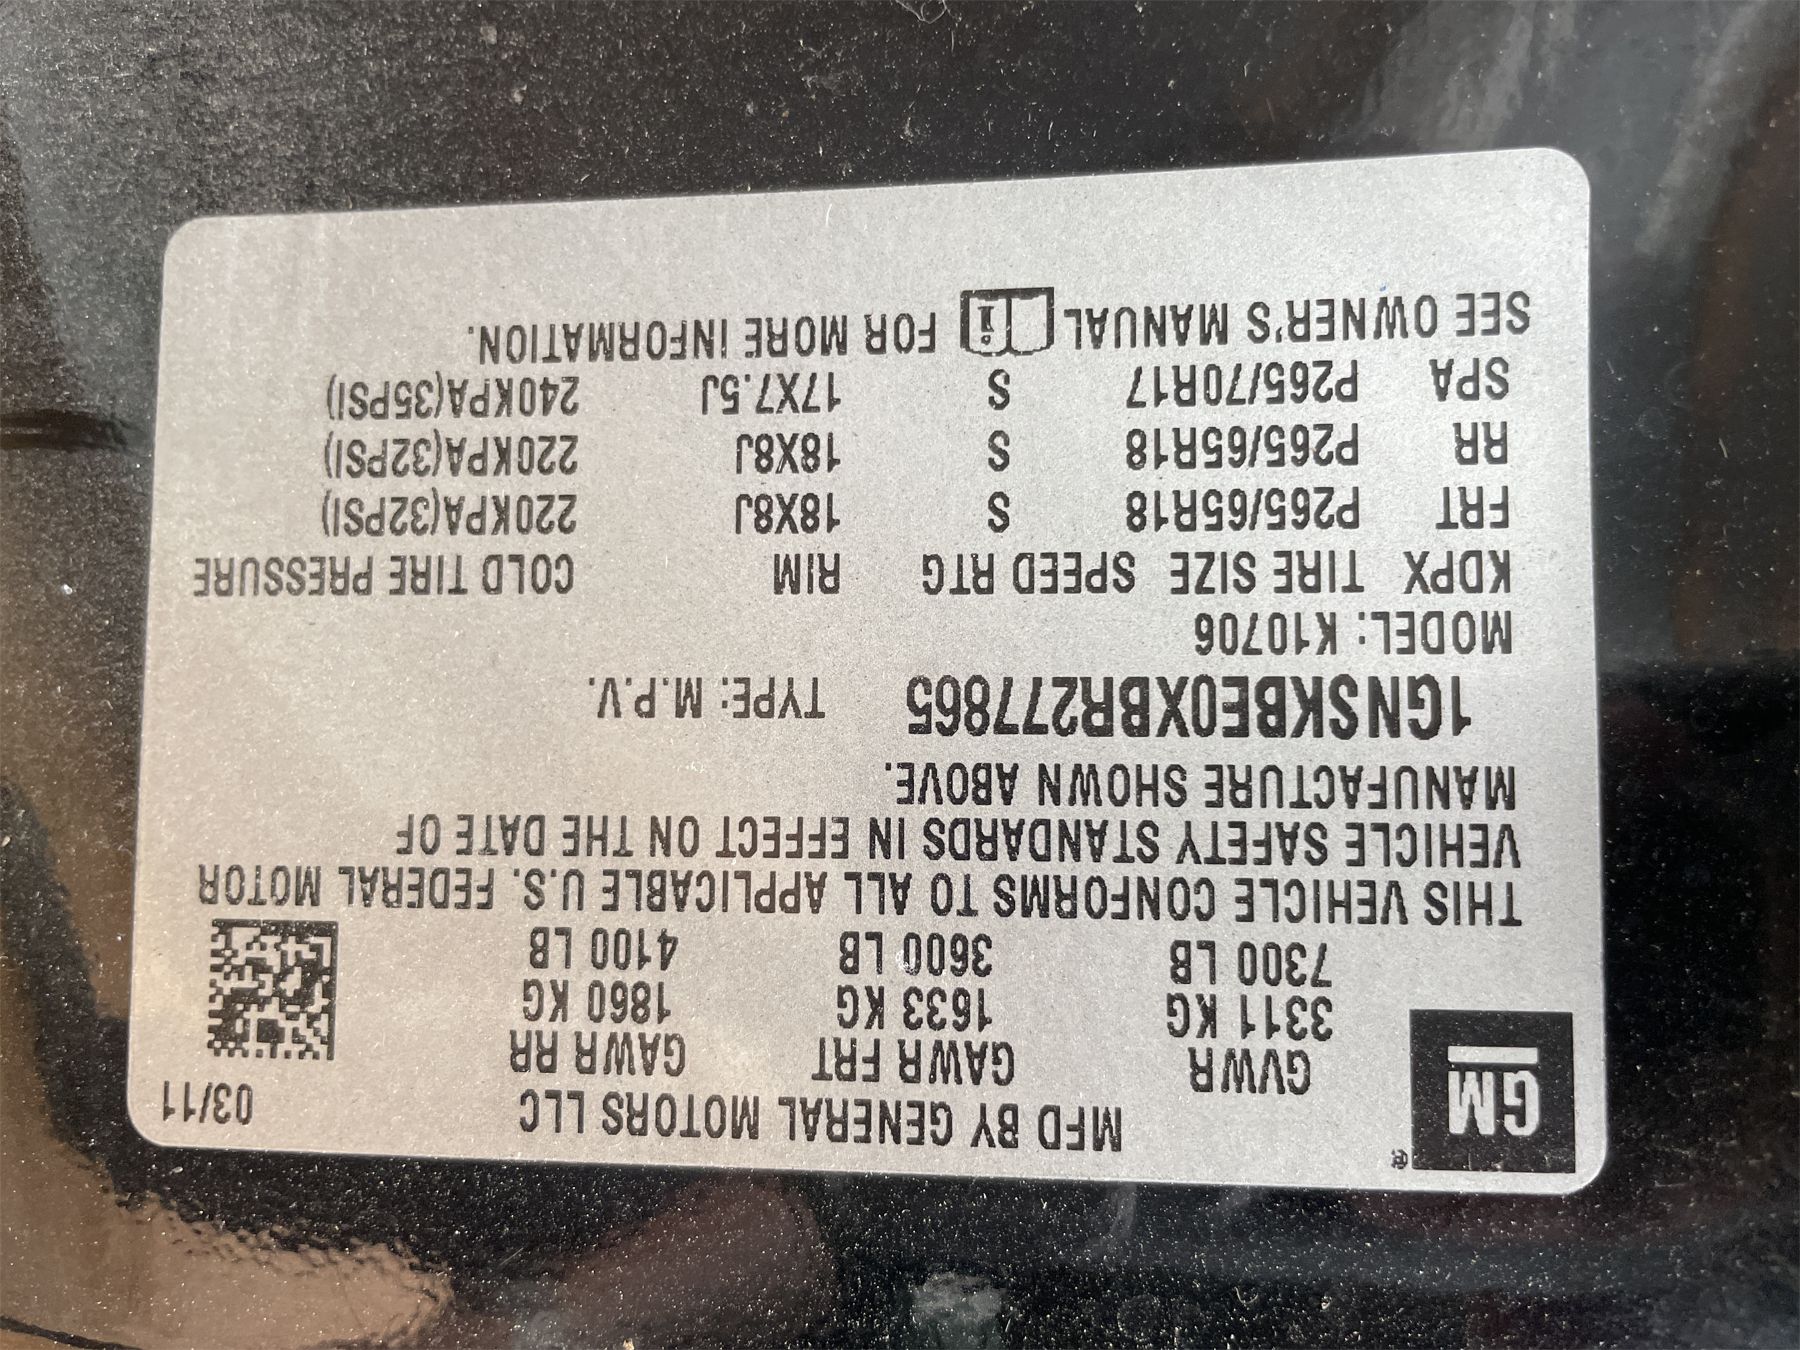 GM ®
MFD BY GENERAL MOTORS LLC 03/11
GVWR GAWR FRT GAWR RR
3311 KG 1633 KG 1860 KG
7300 LB 3600 LB 4100 LB
THIS VEHICLE CONFORMS TO ALL APPLICABLE U.S. FEDERAL MOTOR
VEHICLE SAFETY STANDARDS IN EFFECT ON THE DATE OF
MANUFACTURE SHOWN ABOVE.
1GNSKBE0XBR277865 TYPE: M.P.V.
MODEL: K10706
KDPX TIRE SIZE SPEED RTG RIM COLD TIRE PRESSURE
FRT P265/65R18 S 18X8J 220KPA(32PSI)
RR P265/65R18 S 18X8J 220KPA(32PSI)
SPA P265/70R17 S 17X7.5J 240KPA(35PSI)
SEE OWNER'S MANUAL i FOR MORE INFORMATION.